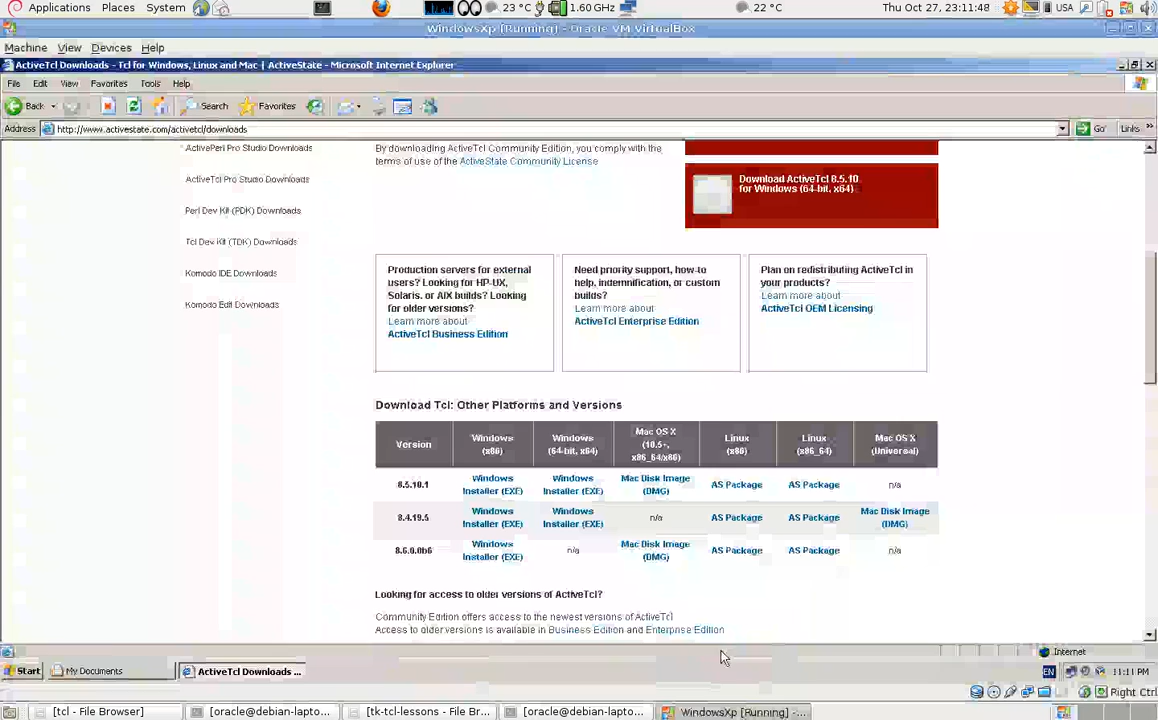 Applications Places System 23 °C 1.60 GHz 22 °C Thu Oct 27, 23:11:48 USA
WindowsXp [Running] - Oracle VM VirtualBox
Machine View Devices Help
ActiveTcl Downloads - Tcl for Windows, Linux and Mac | ActiveState - Microsoft Internet Explorer
File Edit View Favorites Tools Help
Back Search Favorites
Address http://www.activestate.com/activetcl/downloads Go Links
ActivePerl Pro Studio Downloads
ActiveTcl Pro Studio Downloads
Perl Dev Kit (PDK) Downloads
Tcl Dev Kit (TDK) Downloads
Komodo IDE Downloads
Komodo Edit Downloads
By downloading ActiveTcl Community Edition, you comply with the
terms of use of the ActiveState Community License
Download ActiveTcl 8.5.10
for Windows (64-bit, x64)
Production servers for external
users? Looking for HP-UX,
Solaris, or AIX builds? Looking
for older versions?
Learn more about
ActiveTcl Business Edition
Need priority support, how-to
help, indemnification, or custom
builds?
Learn more about
ActiveTcl Enterprise Edition
Plan on redistributing ActiveTcl in
your products?
Learn more about
ActiveTcl OEM Licensing
Download Tcl: Other Platforms and Versions
Version Windows (x86) Windows (64-bit, x64) Mac OS X (10.5+, x86_64/x86) Linux (x86) Linux (x86_64) Mac OS X (Universal)
8.5.10.1 Windows Installer (EXE) Windows Installer (EXE) Mac Disk Image (DMG) AS Package AS Package n/a
8.4.19.5 Windows Installer (EXE) Windows Installer (EXE) n/a AS Package AS Package Mac Disk Image (DMG)
8.6.0.0b6 Windows Installer (EXE) n/a Mac Disk Image (DMG) AS Package AS Package n/a
Looking for access to older versions of ActiveTcl?
Community Edition offers access to the newest versions of ActiveTcl
Access to older versions is available in Business Edition and Enterprise Edition
Internet
Start My Documents ActiveTcl Downloads ... EN 11:11 PM
Right Ctrl
[tcl - File Browser] [oracle@debian-lapto... [tk-tcl-lessons - File Br... [oracle@debian-lapto... WindowsXp [Running] -...